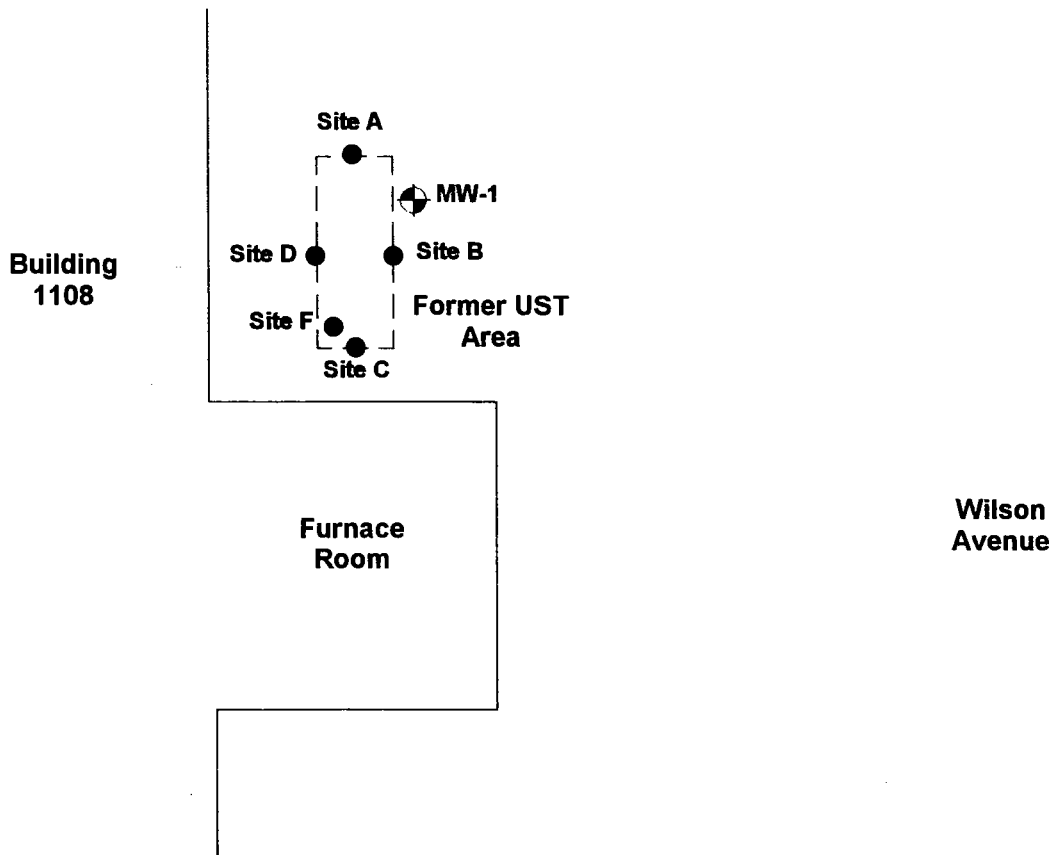 Site A
MW-1
Site D
Site B
Building
1108
Former UST
Area
Site F
Site C
Furnace
Room
Wilson
Avenue